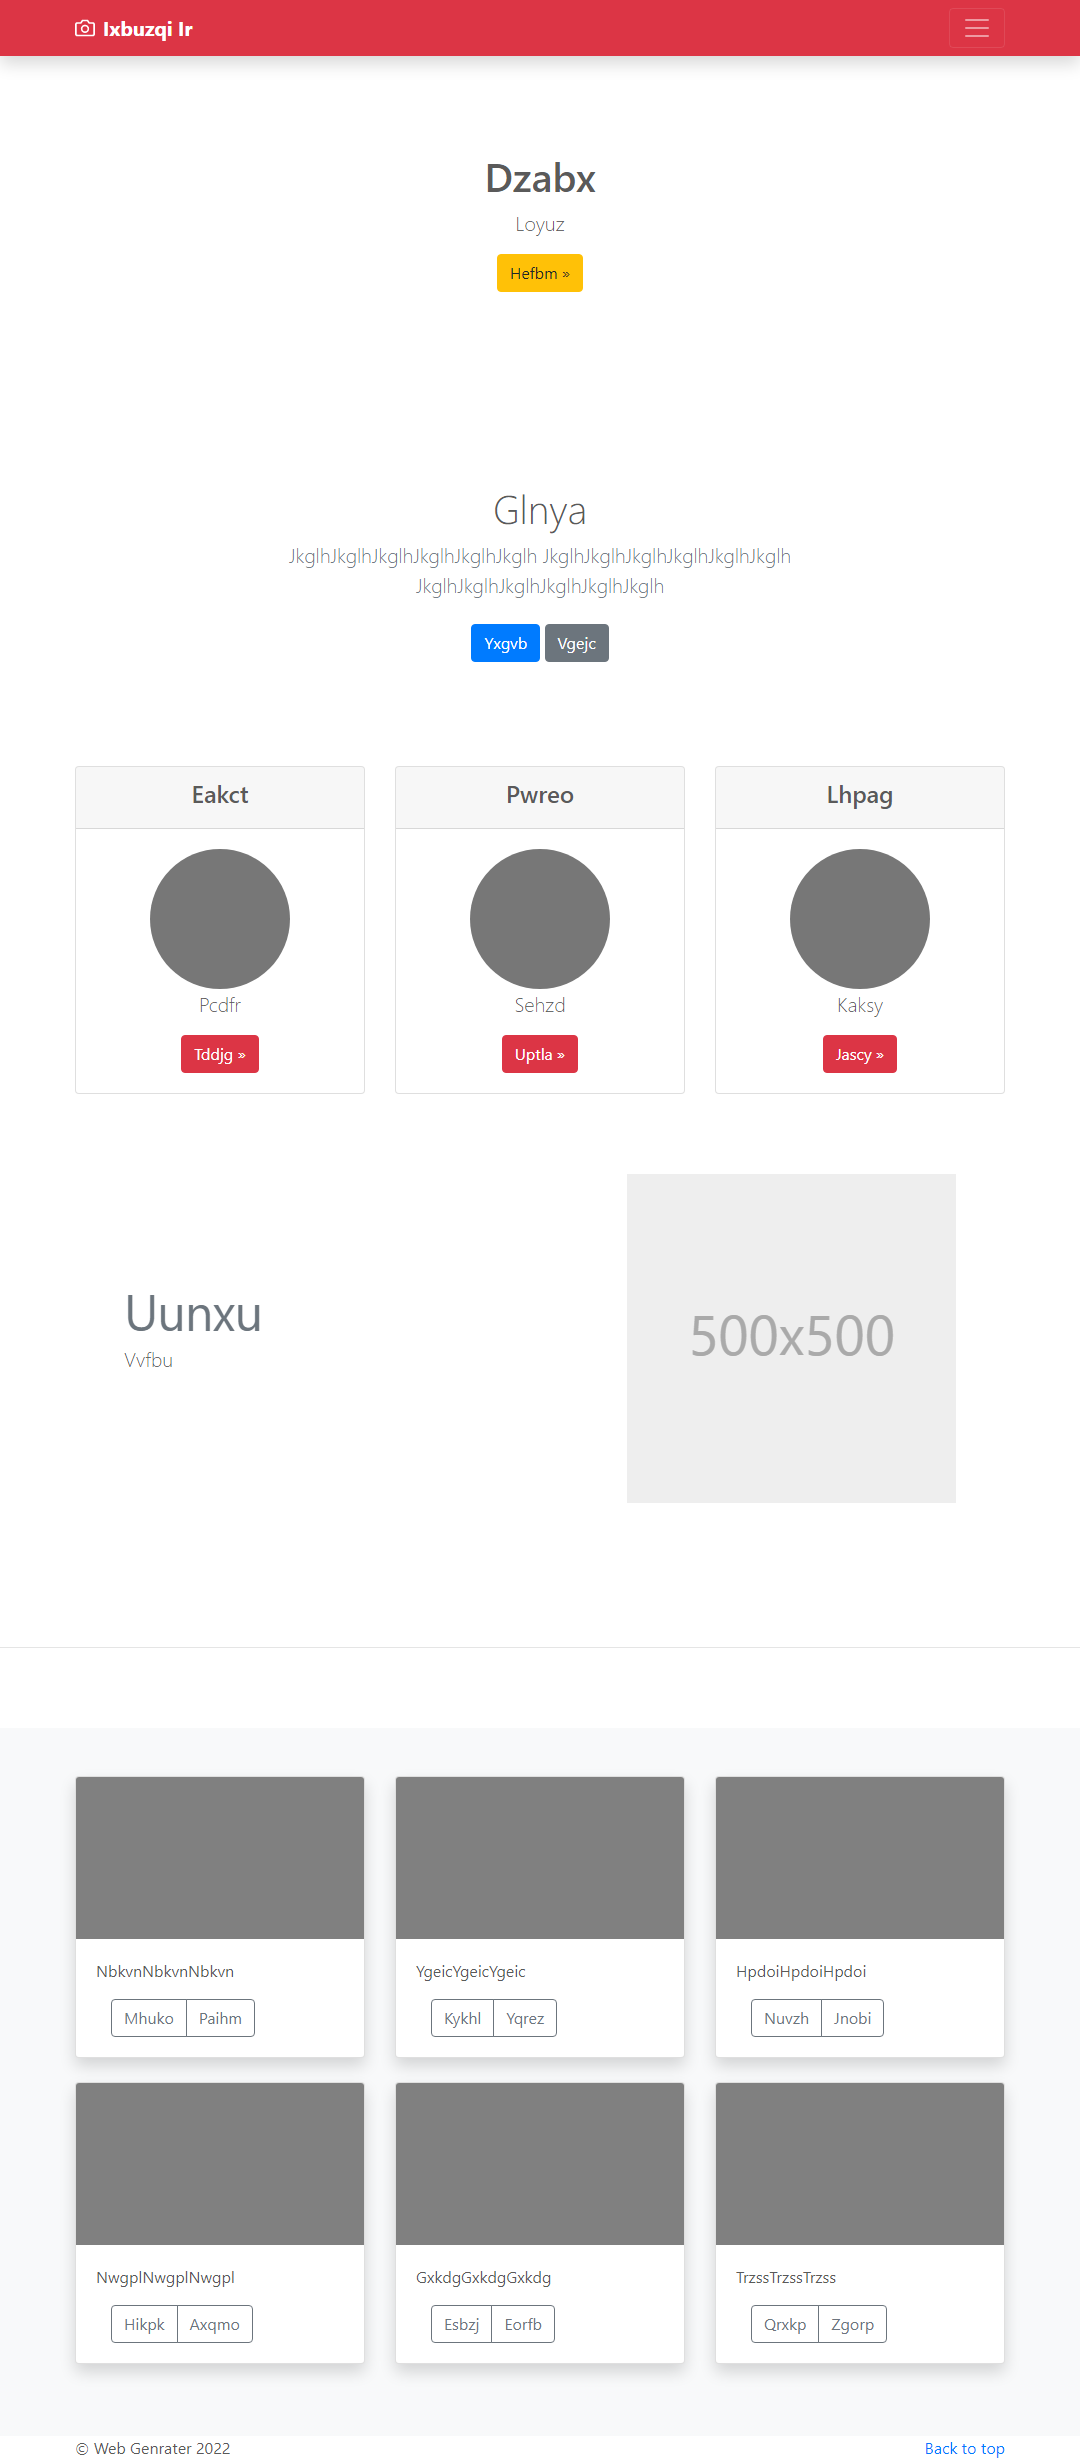 Ixbuzqi Ir
Dzabx
Loyuz
Hefbm »
Glnya
JkglhJkglhJkglhJkglhJkglhJkglh JkglhJkglhJkglhJkglhJkglhJkglh
JkglhJkglhJkglhJkglhJkglhJkglh
Yxgvb Vgejc
Eakct
Pcdfr
Tddjg »
Pwreo
Sehzd
Uptla »
Lhpag
Kaksy
Jascy »
Uunxu
Vvfbu
500x500
NbkvnNbkvnNbkvn
Mhuko Paihm
YgeicYgeicYgeic
Kykhl Yqrez
HpdoiHpdoiHpdoi
Nuvzh Jnobi
NwgplNwgplNwgpl
Hikpk Axqmo
GxkdgGxkdgGxkdg
Esbzj Eorfb
TrzssTrzssTrzss
Qrxkp Zgorp
© Web Genrater 2022
Back to top